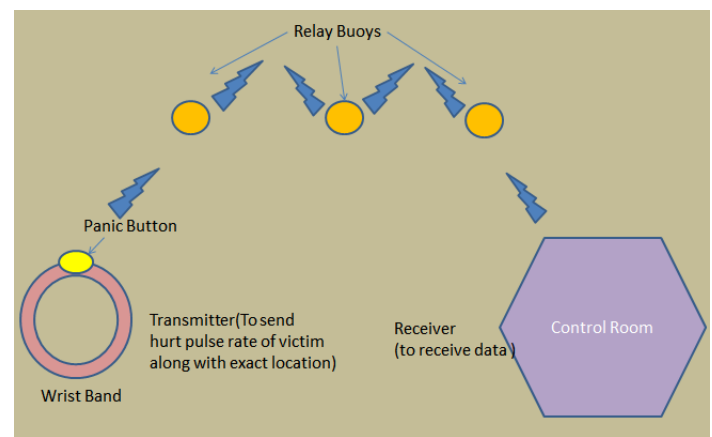 Relay Buoys
Panic Button
Transmitter(To send
hurt pulse rate of victim
along with exact location)
Wrist Band
Receiver
(to receive data )
Control Room